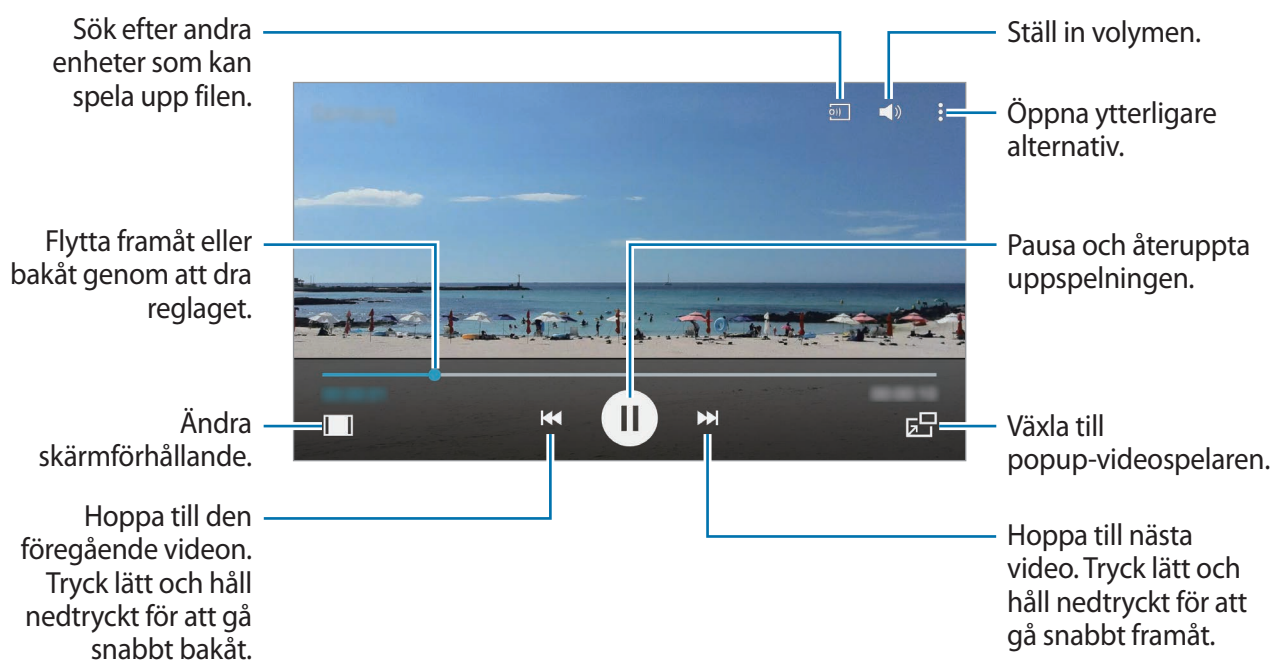 Sök efter andra
enheter som kan
spela upp filen.
Ställ in volymen.
Öppna ytterligare
alternativ.
Flytta framåt eller
bakåt genom att dra
reglaget.
Pausa och återuppta
uppspelningen.
Ändra
skärmförhållande.
Växla till
popup-videospelaren.
Hoppa till den
föregående videon.
Tryck lätt och håll
nedtryckt för att gå
snabbt bakåt.
Hoppa till nästa
video. Tryck lätt och
håll nedtryckt för att
gå snabbt framåt.